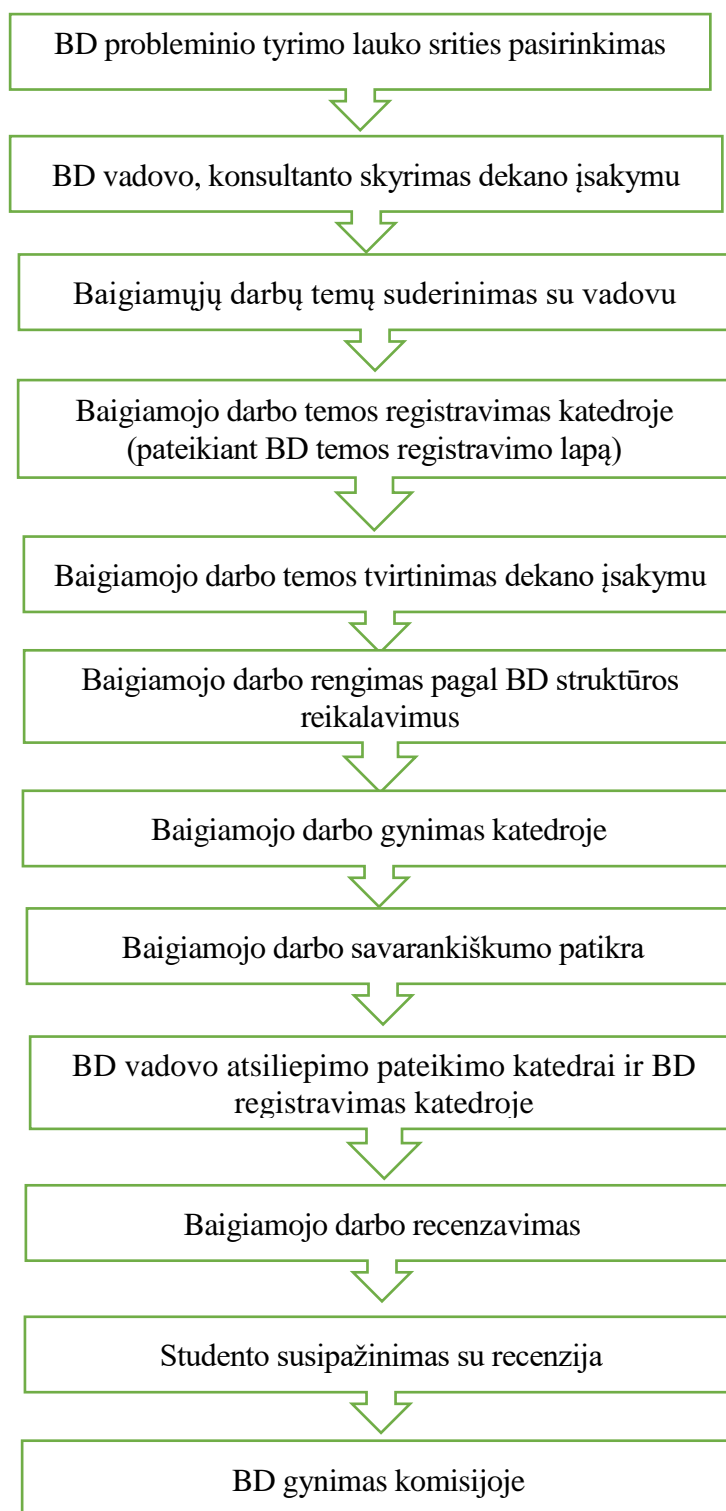 BD probleminio tyrimo lauko srities pasirinkimas
BD vadovo, konsultanto skyrimas dekano įsakymu
Baigiamųjų darbų temų suderinimas su vadovu
Baigiamojo darbo temos registravimas katedroje
(pateikiant BD temos registravimo lapą)
Baigiamojo darbo temos tvirtinimas dekano įsakymu
Baigiamojo darbo rengimas pagal BD struktūros
reikalavimus
Baigiamojo darbo gynimas katedroje
Baigiamojo darbo savarankiškumo patikra
BD vadovo atsiliepimo pateikimo katedrai ir BD
registravimas katedroje
Baigiamojo darbo recenzavimas
Studento susipažinimas su recenzija
BD gynimas komisijoje